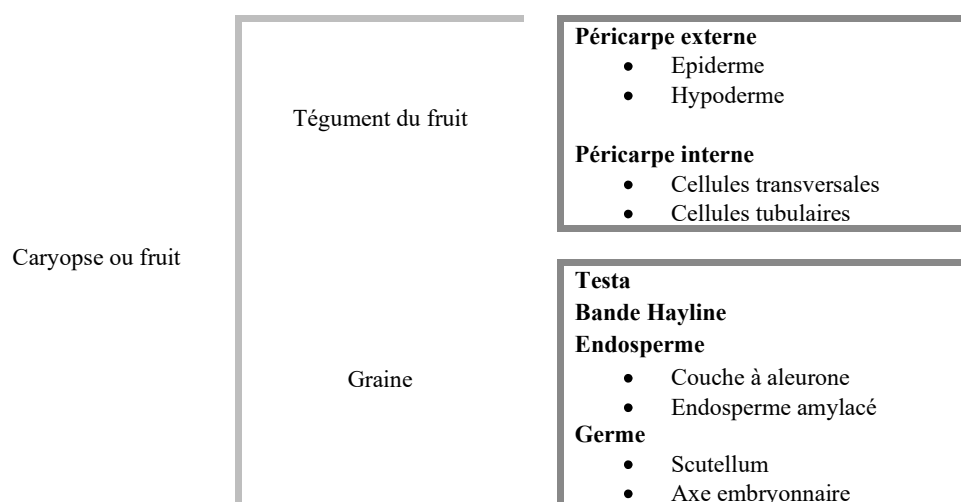 Caryopse ou fruit
Tégument du fruit
Péricarpe externe
• Epiderme
• Hypoderme
Péricarpe interne
• Cellules transversales
• Cellules tubulaires
Graine
Testa
Bande Hayline
Endosperme
• Couche à aleurone
• Endosperme amylacé
Germe
• Scutellum
• Axe embryonnaire